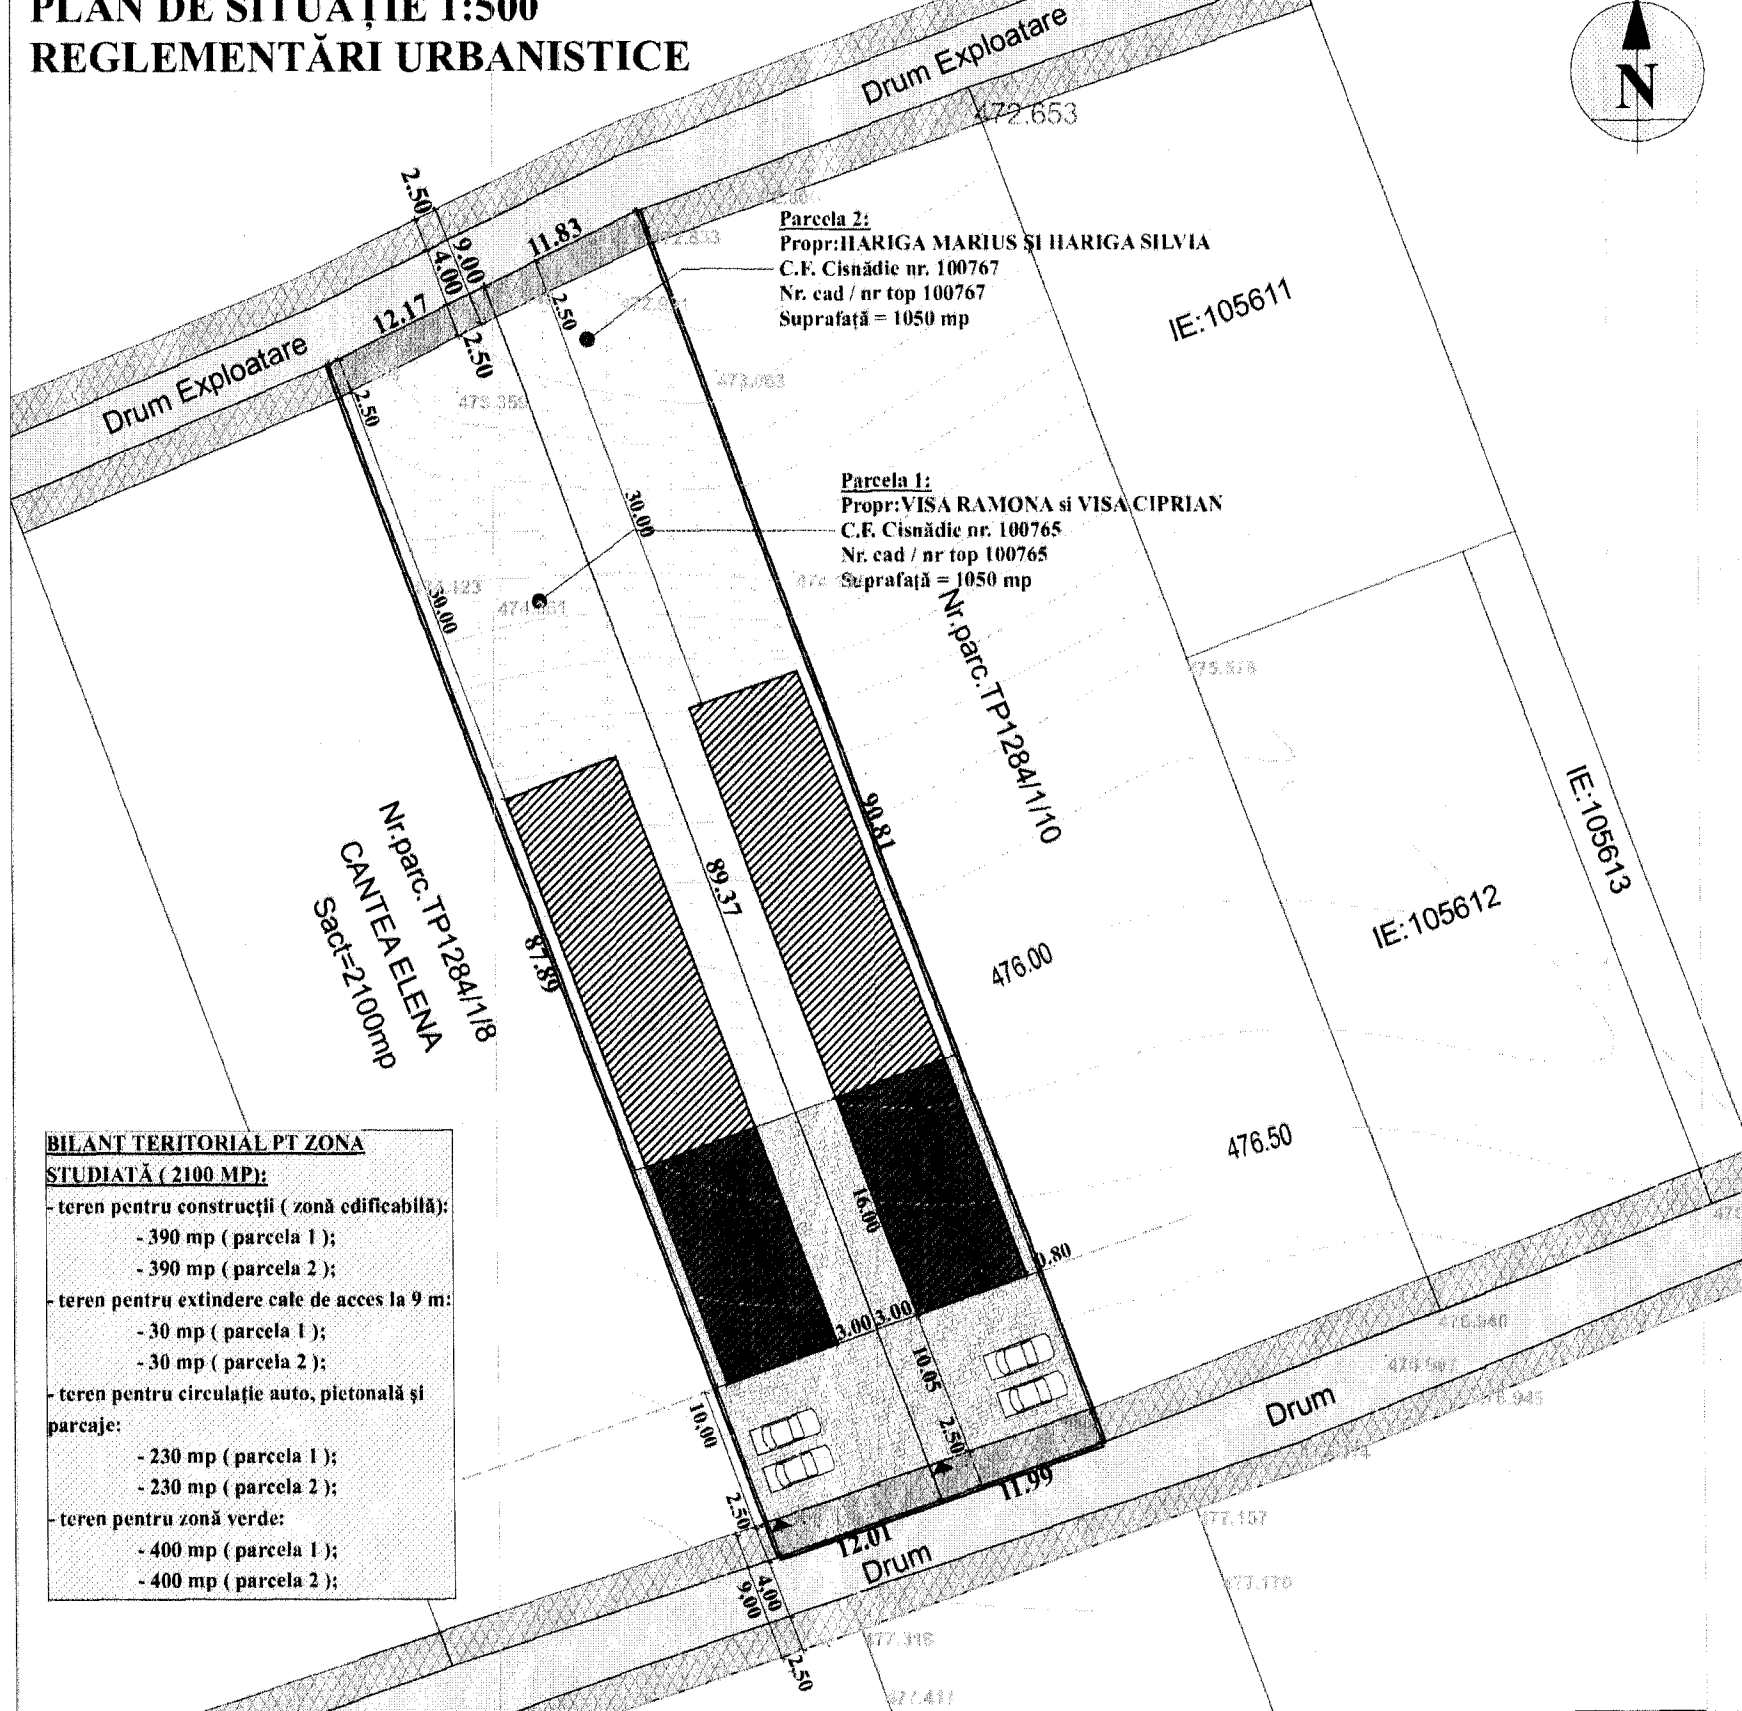 PLAN DE SITUAȚIE 1:500
REGLEMENTĂRI URBANISTICE
N
Drum Exploatare
472.653
2.50
9.00
4.00
11.83
12.17
2.50
2.50
2.50
Drum Exploatare
Parcela 2:
Propr:HARIGA MARIUS ȘI HARIGA SILVIA
C.F. Cisnădie nr. 100767
Nr. cad / nr top 100767
Suprafață = 1050 mp
IE:105611
473.063
30.00
Parcela 1:
Propr:VISA RAMONA si VISA CIPRIAN
C.F. Cisnădie nr. 100765
Nr. cad / nr top 100765
Suprafață = 1050 mp
30.00
Nr.parc.TP1284/1/10
IE:105613
Nr.parc.TP1284/1/8
CANTEA ELENA
Sact=2100mp
90.81
89.37
87.89
476.00
IE:105612
476.50
BILANȚ TERITORIAL PT ZONA
STUDIATĂ ( 2100 MP):
- teren pentru construcții ( zonă edificabilă):
- 390 mp ( parcela 1 );
- 390 mp ( parcela 2 );
- teren pentru extindere cale de acces la 9 m:
- 30 mp ( parcela 1 );
- 30 mp ( parcela 2 );
- teren pentru circulație auto, pietonală și
parcaje:
- 230 mp ( parcela 1 );
- 230 mp ( parcela 2 );
- teren pentru zonă verde:
- 400 mp ( parcela 1 );
- 400 mp ( parcela 2 );
16.00
0.80
3.00
3.00
10.05
10,00
2.50
2.50
11.99
12.01
Drum
Drum
4,00
9,00
2,50
477.157
477.316
477.417